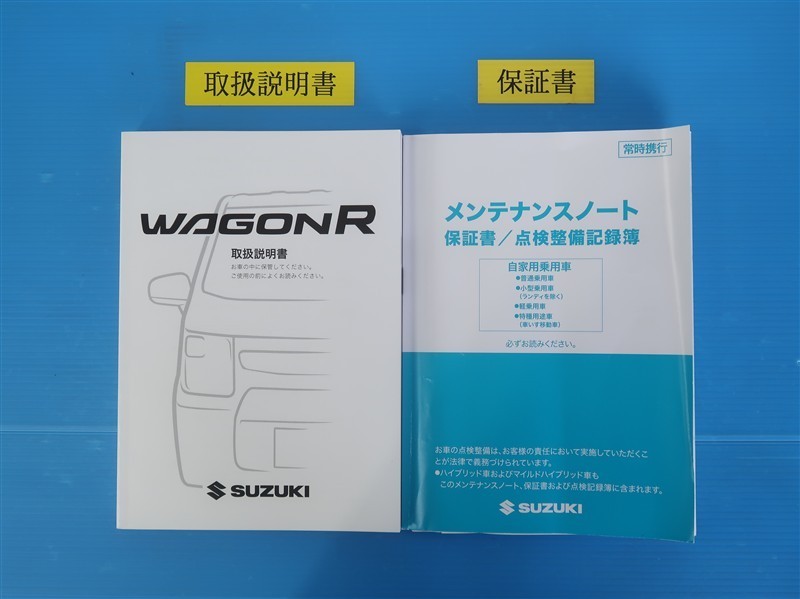 取扱説明書
保証書
WAGON R
取扱説明書
お車の中に保管してください。
ご使用の前によくお読みください。
SUZUKI
常時携行
メンテナンスノート
保証書／点検整備記録簿
自家用乗用車
●普通乗用車
●小型乗用車
(ランディを除く)
●軽乗用車
●特種用途車
(車いす移動車)
必ずお読みください。
お車の点検整備は、お客様の責任において実施していただくこ
とが法律で義務づけられています。
●ハイブリッド車およびマイルドハイブリッド車も
このメンテナンスノート、保証書および点検記録簿に含まれます。
SUZUKI